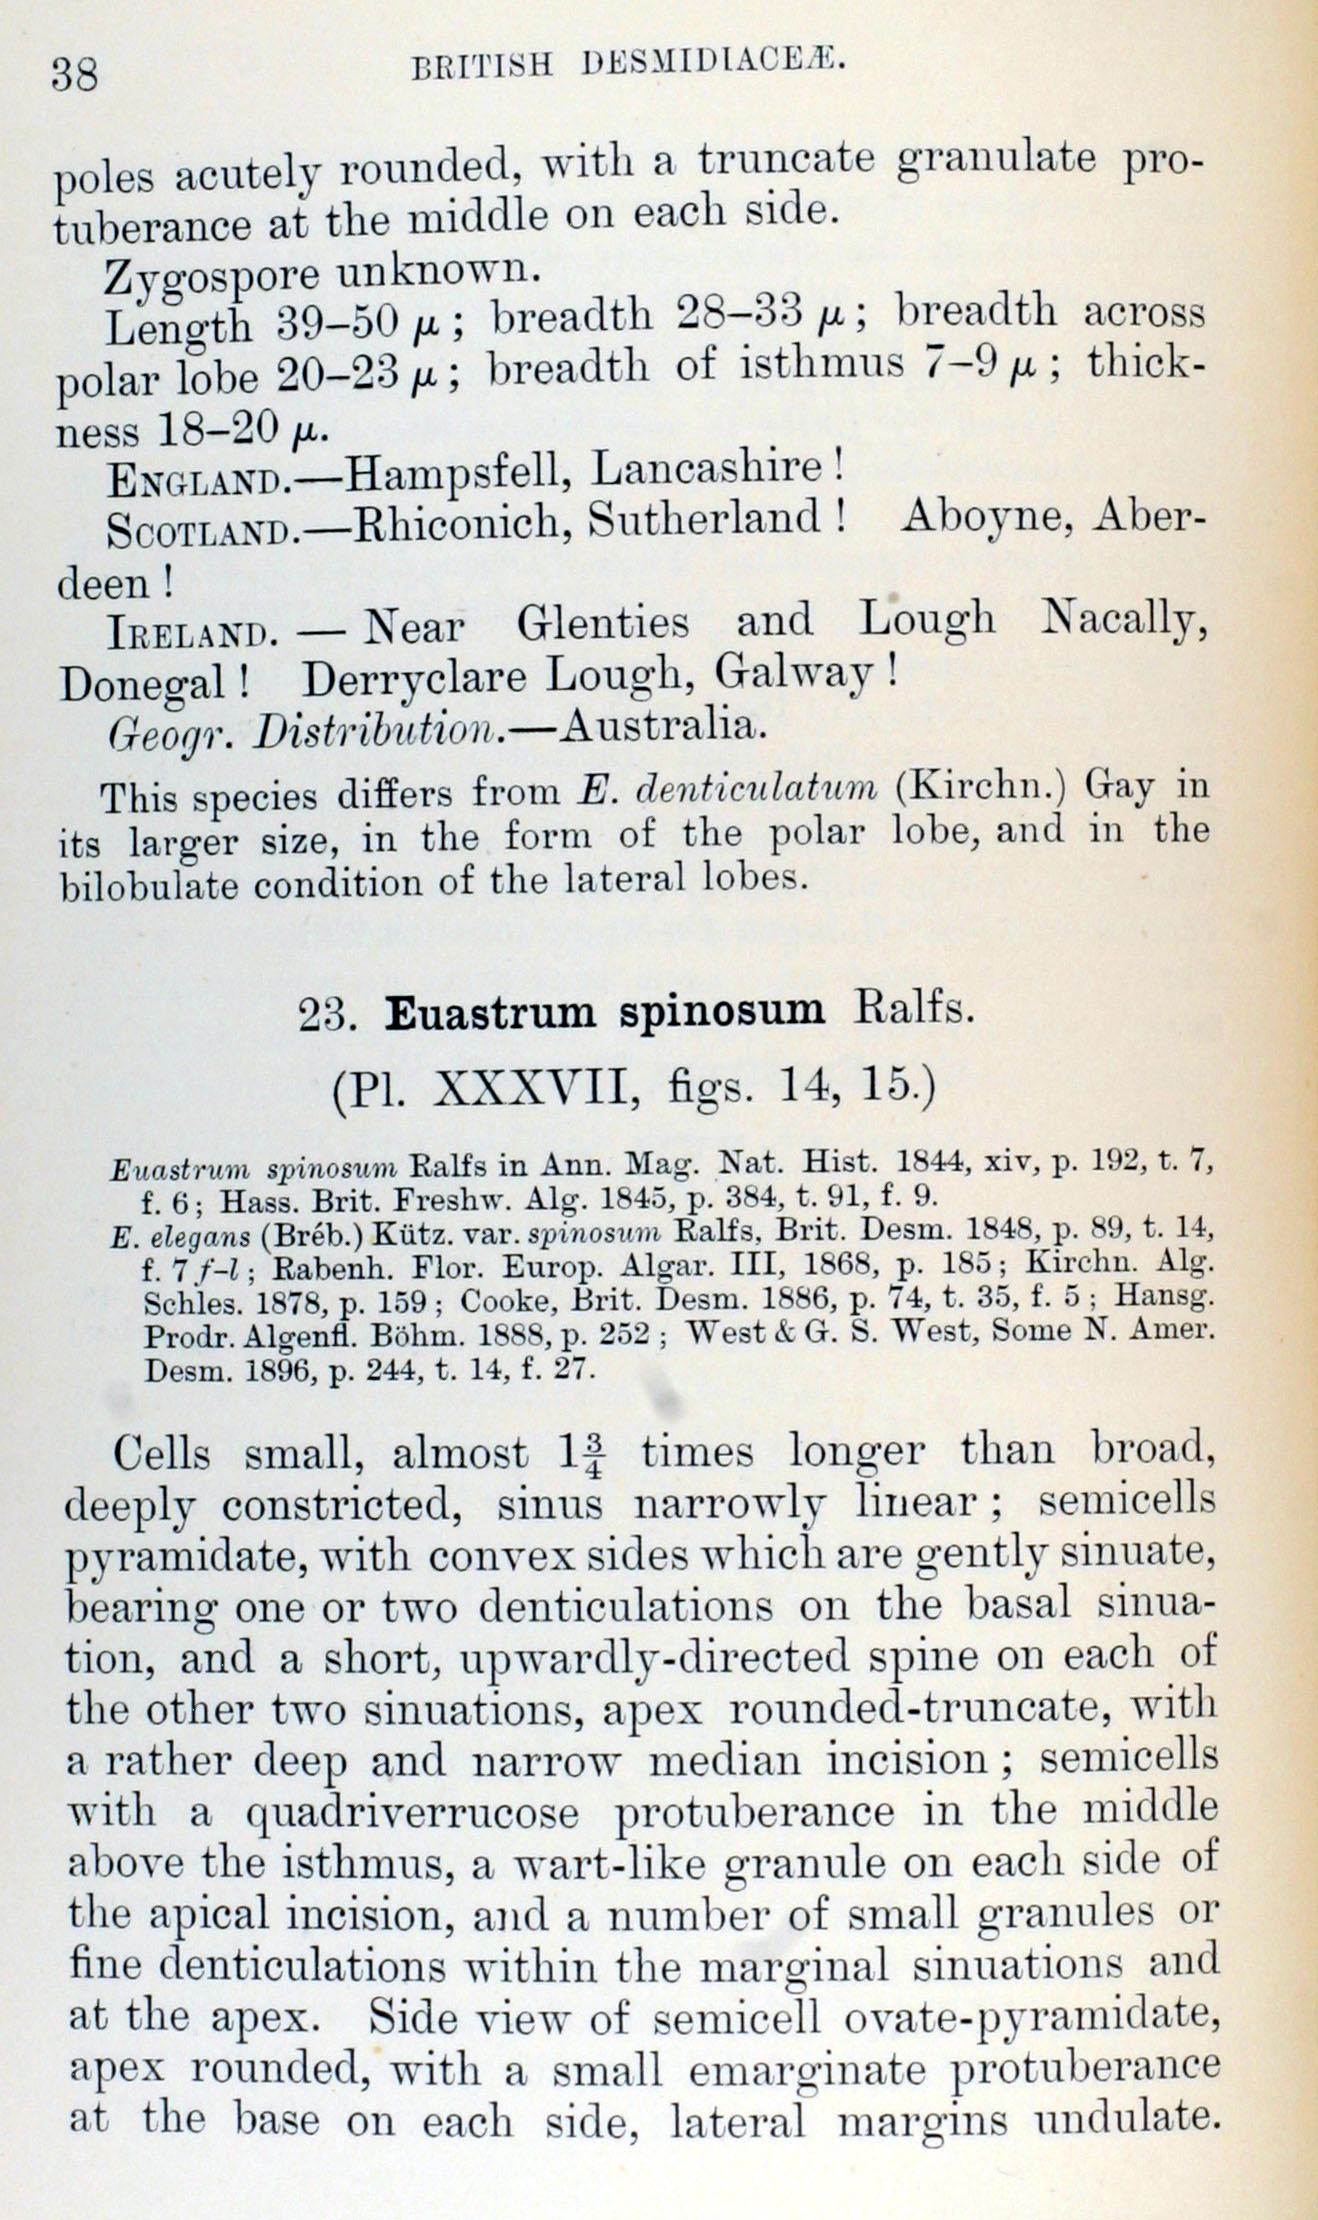 38
BRITISH DESMIDIACEÆ.
poles acutely rounded, with a truncate granulate pro-
tuberance at the middle on each side.
Zygospore unknown.
Length 39–50 μ ; breadth 28–33 μ ; breadth across
polar lobe 20–23 μ ; breadth of isthmus 7–9 μ ; thick-
ness 18–20 μ.
ENGLAND.—Hampsfell, Lancashire !
SCOTLAND.—Rhiconich, Sutherland ! Aboyne, Aber-
deen !
IRELAND. — Near Glenties and Lough Nacally,
Donegal ! Derryclare Lough, Galway !
Geogr. Distribution.—Australia.
This species differs from E. denticulatum (Kirchn.) Gay in
its larger size, in the form of the polar lobe, and in the
bilobulate condition of the lateral lobes.
23. Euastrum spinosum Ralfs.
(Pl. XXXVII, figs. 14, 15.)
Euastrum spinosum Ralfs in Ann. Mag. Nat. Hist. 1844, xiv, p. 192, t. 7,
f. 6 ; Hass. Brit. Freshw. Alg. 1845, p. 384, t. 91, f. 9.
E. elegans (Bréb.) Kütz. var. spinosum Ralfs, Brit. Desm. 1848, p. 89, t. 14,
f. 7 f–l ; Rabenh. Flor. Europ. Algar. III, 1868, p. 185 ; Kirchn. Alg.
Schles. 1878, p. 159 ; Cooke, Brit. Desm. 1886, p. 74, t. 35, f. 5 ; Hansg.
Prodr. Algenfl. Böhm. 1888, p. 252 ; West & G. S. West, Some N. Amer.
Desm. 1896, p. 244, t. 14, f. 27.
Cells small, almost 1¾ times longer than broad,
deeply constricted, sinus narrowly linear ; semicells
pyramidate, with convex sides which are gently sinuate,
bearing one or two denticulations on the basal sinua-
tion, and a short, upwardly-directed spine on each of
the other two sinuations, apex rounded-truncate, with
a rather deep and narrow median incision ; semicells
with a quadriverrucose protuberance in the middle
above the isthmus, a wart-like granule on each side of
the apical incision, and a number of small granules or
fine denticulations within the marginal sinuations and
at the apex. Side view of semicell ovate-pyramidate,
apex rounded, with a small emarginate protuberance
at the base on each side, lateral margins undulate.